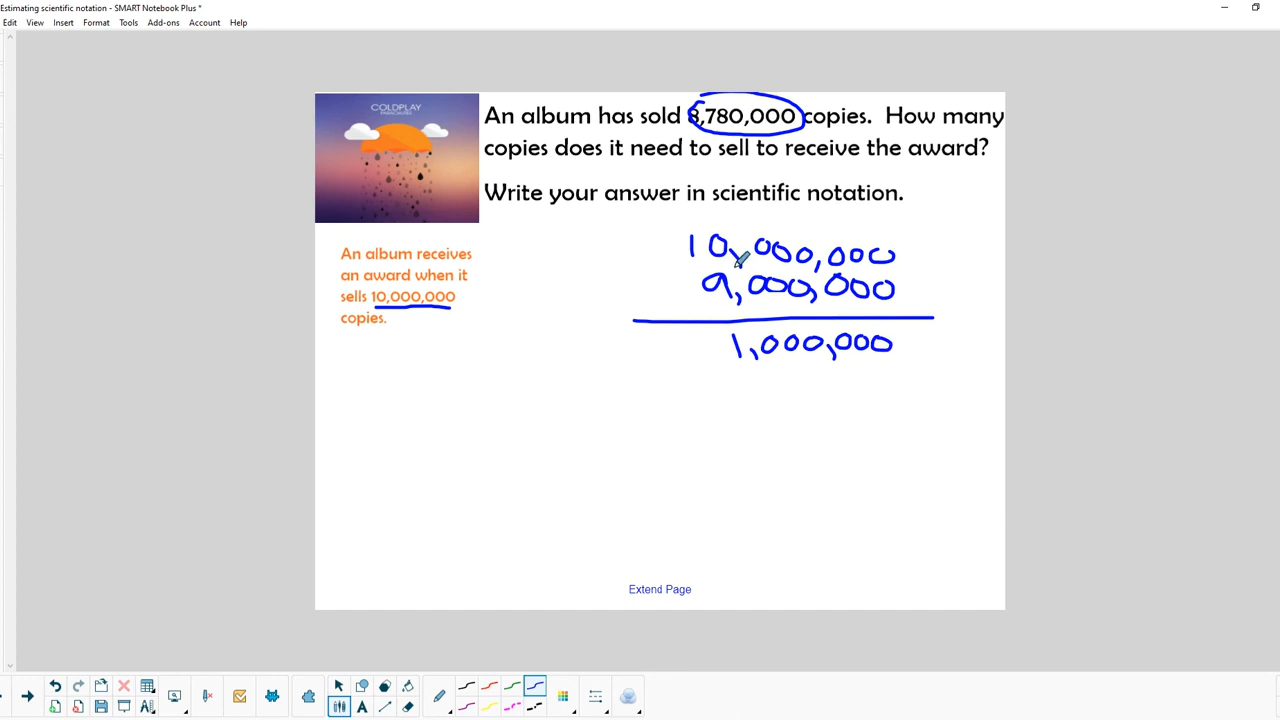 Estimating scientific notation - SMART Notebook Plus *
Edit View Insert Format Tools Add-ons Account Help
COLDPLAY
PARACHUTES
An album has sold 8,780,000 copies. How many
copies does it need to sell to receive the award?
Write your answer in scientific notation.
An album receives
an award when it
sells 10,000,000
copies.
10,000,000
9,000,000
1,000,000
Extend Page